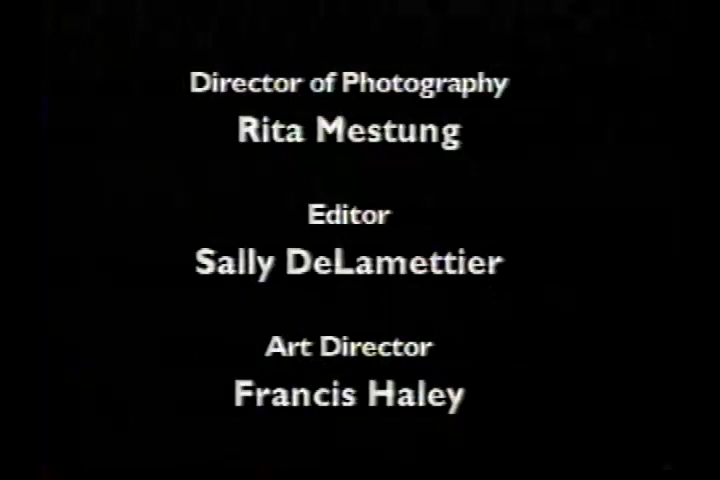 Director of Photography
Rita Mestung
Editor
Sally DeLamettier
Art Director
Francis Haley